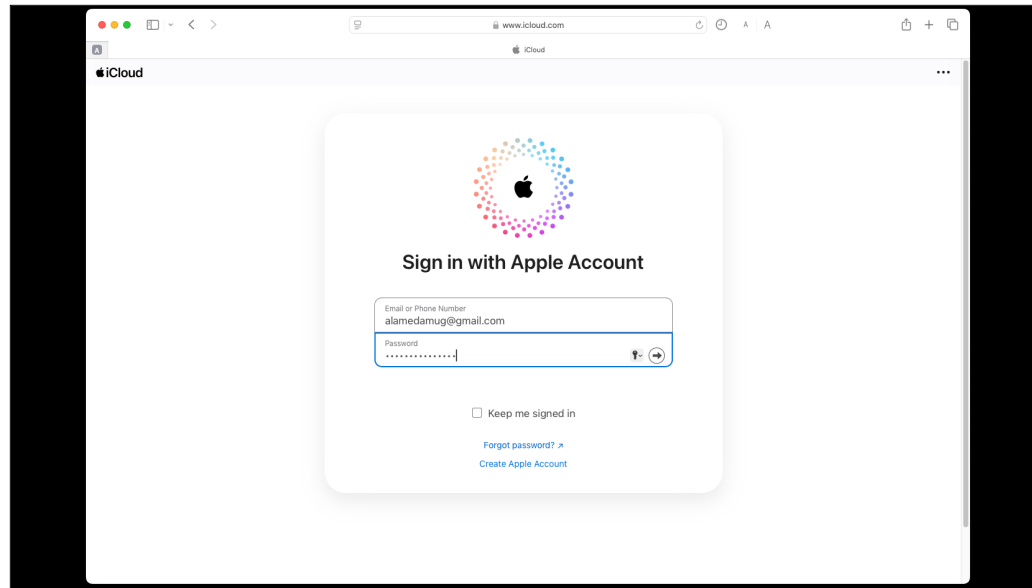 www.icloud.com
A A
A
iCloud
iCloud
Sign in with Apple Account
Email or Phone Number
alamedamug@gmail.com
Password
•••••••••••••••
Keep me signed in
Forgot password? ↗
Create Apple Account